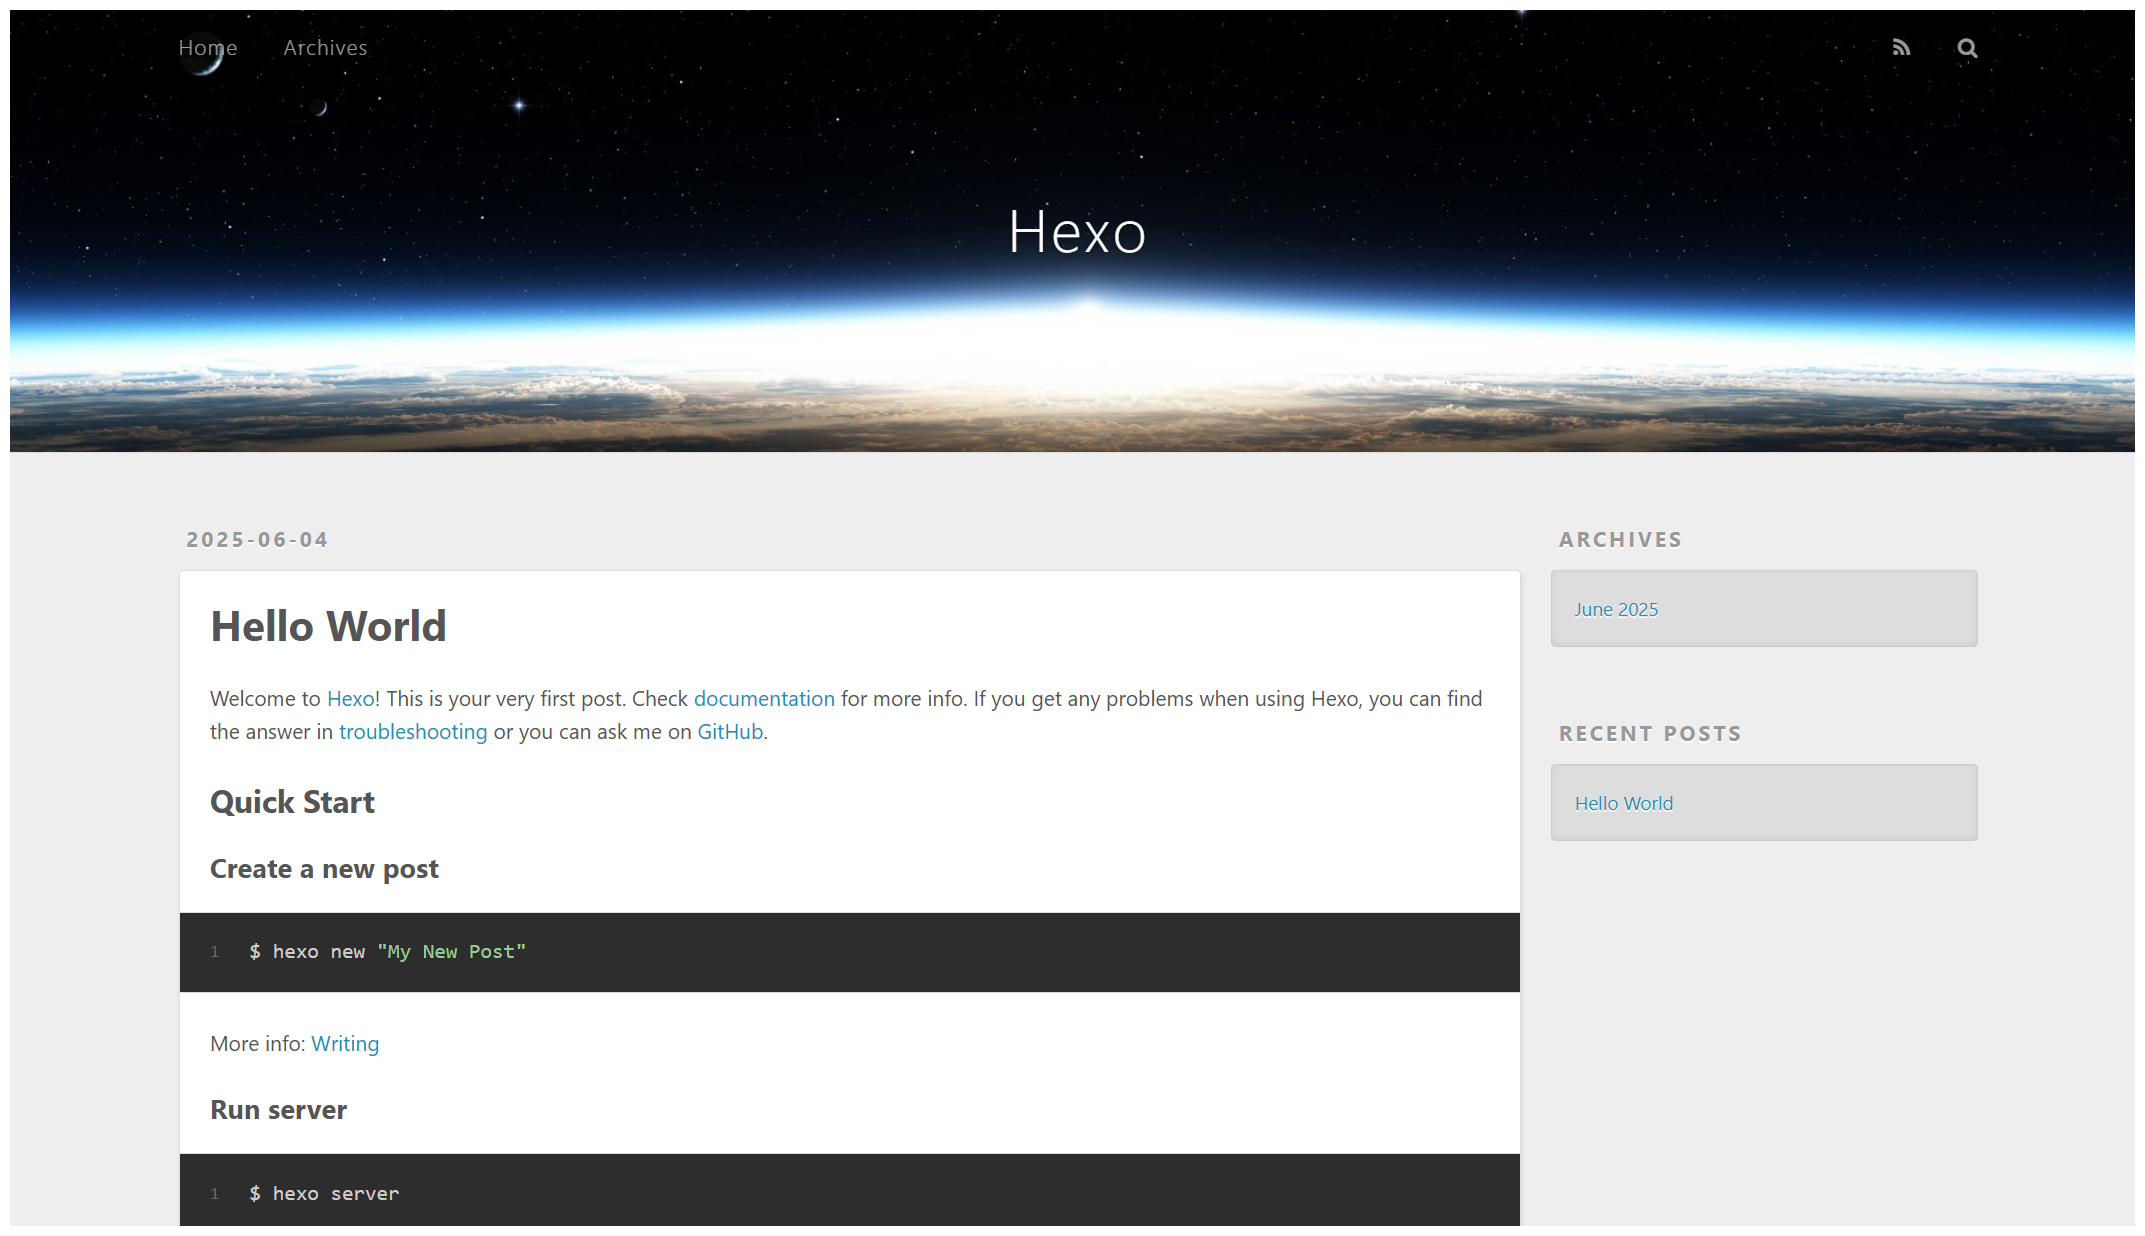 Home Archives
Hexo
2025-06-04
Hello World
Welcome to Hexo! This is your very first post. Check documentation for more info. If you get any problems when using Hexo, you can find
the answer in troubleshooting or you can ask me on GitHub.
Quick Start
Create a new post
1 $ hexo new "My New Post"
More info: Writing
Run server
1 $ hexo server
ARCHIVES
June 2025
RECENT POSTS
Hello World